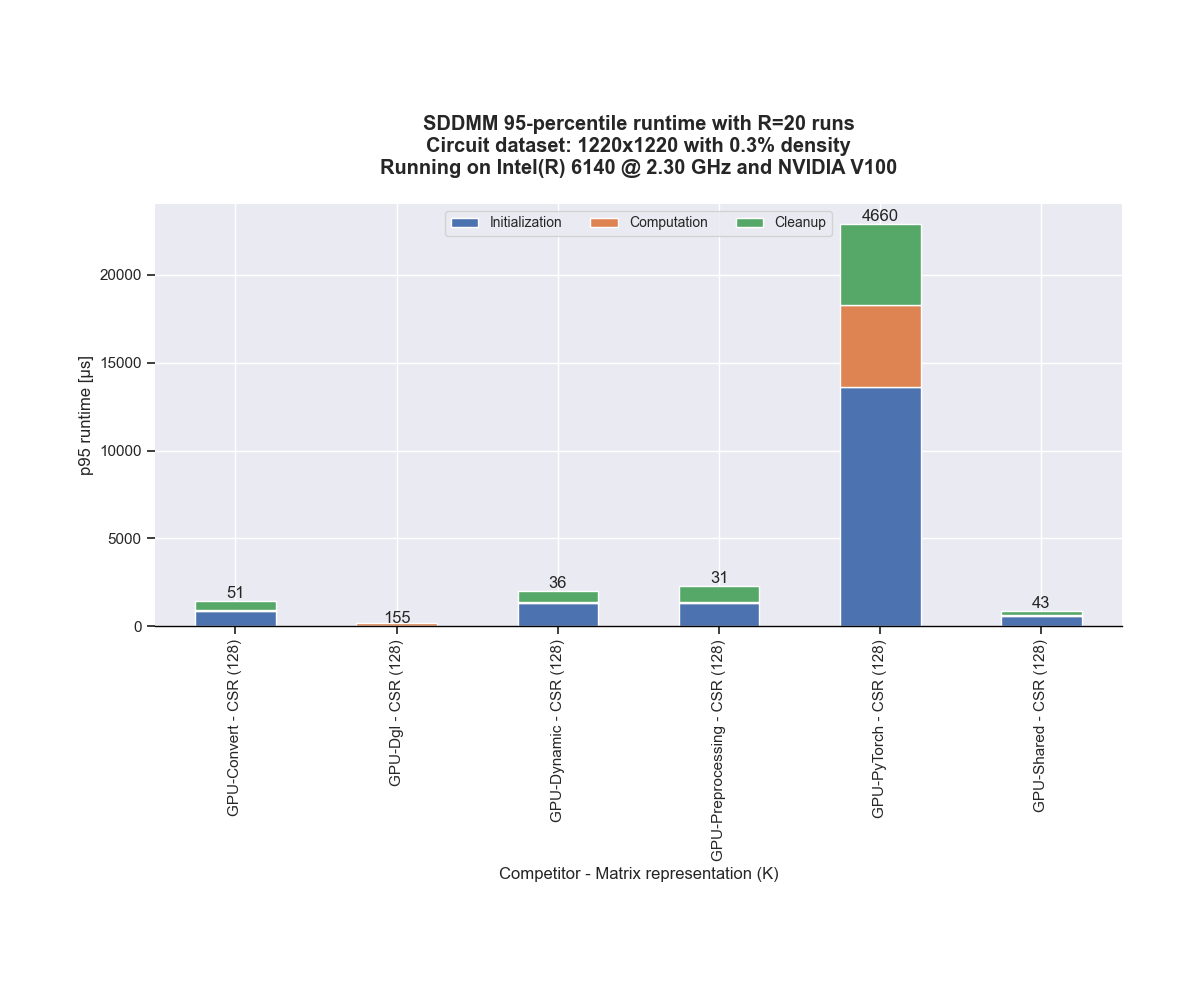 SDDMM 95-percentile runtime with R=20 runs
Circuit dataset: 1220x1220 with 0.3% density
Running on Intel(R) 6140 @ 2.30 GHz and NVIDIA V100
Initialization Computation Cleanup
4660
20000
15000
10000
5000
0
p95 runtime [µs]
51
155
36
31
43
GPU-Convert - CSR (128)
GPU-Dgl - CSR (128)
GPU-Dynamic - CSR (128)
GPU-Preprocessing - CSR (128)
GPU-PyTorch - CSR (128)
GPU-Shared - CSR (128)
Competitor - Matrix representation (K)